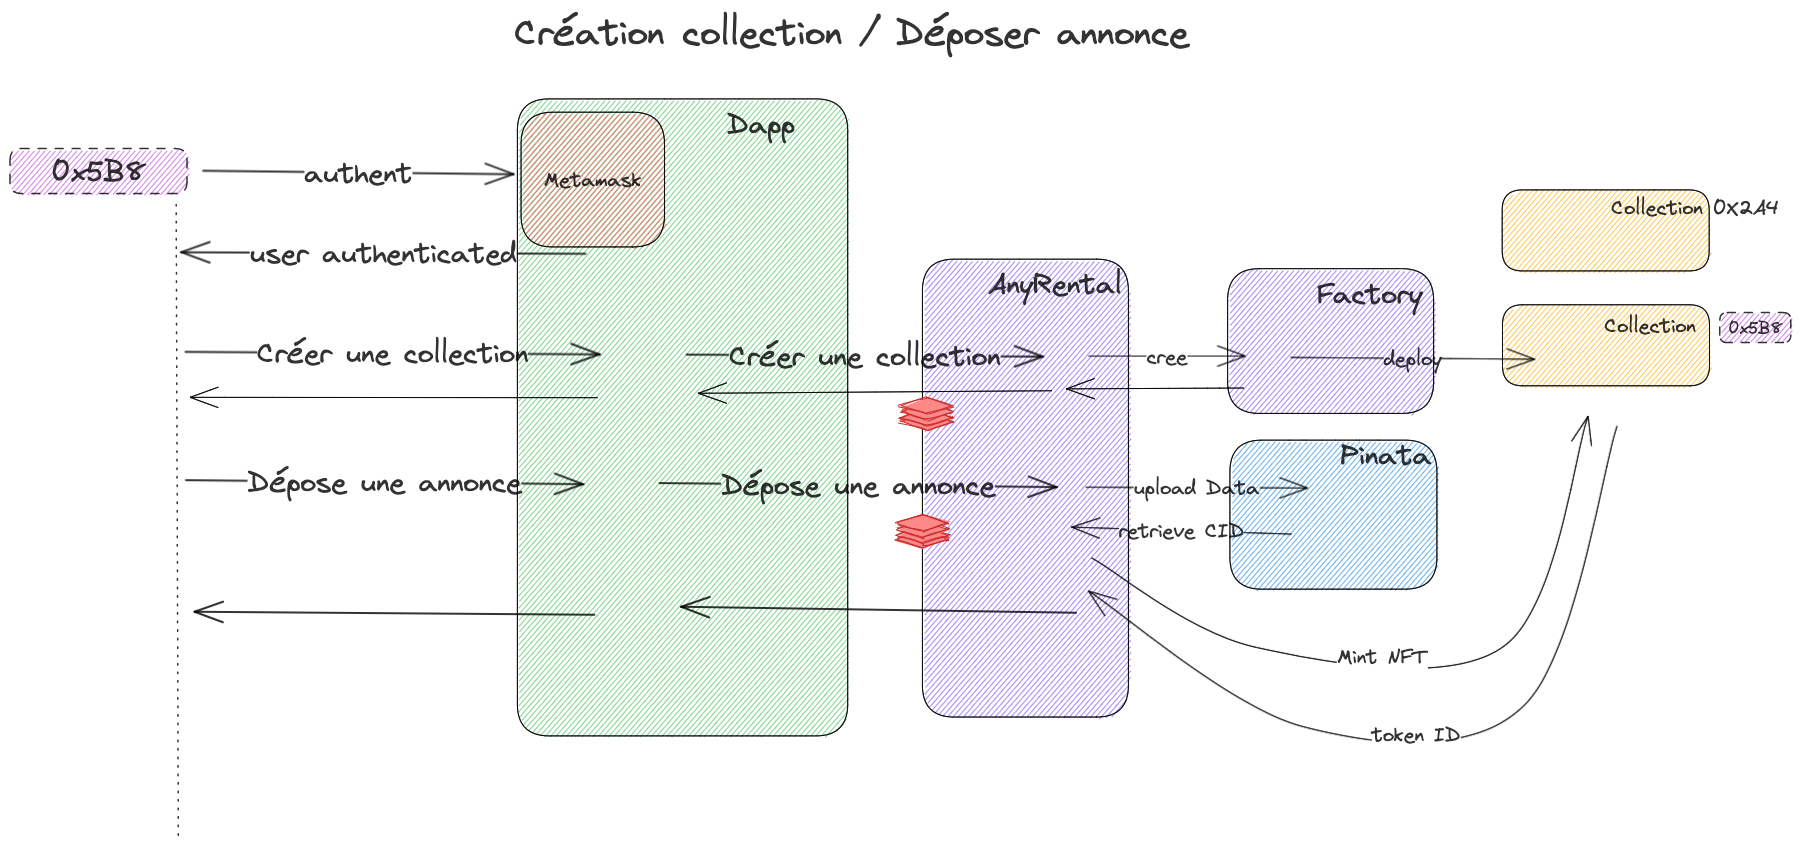 Création collection / Déposer annonce
Dapp
0x5B8
authent
Metamask
user authenticated
Collection 0X2A4
AnyRental
Factory
Collection
0x5B8
Créer une collection
Créer une collection
cree
deploy
Pinata
Dépose une annonce
Dépose une annonce
upload Data
retrieve CID
Mint NFT
token ID